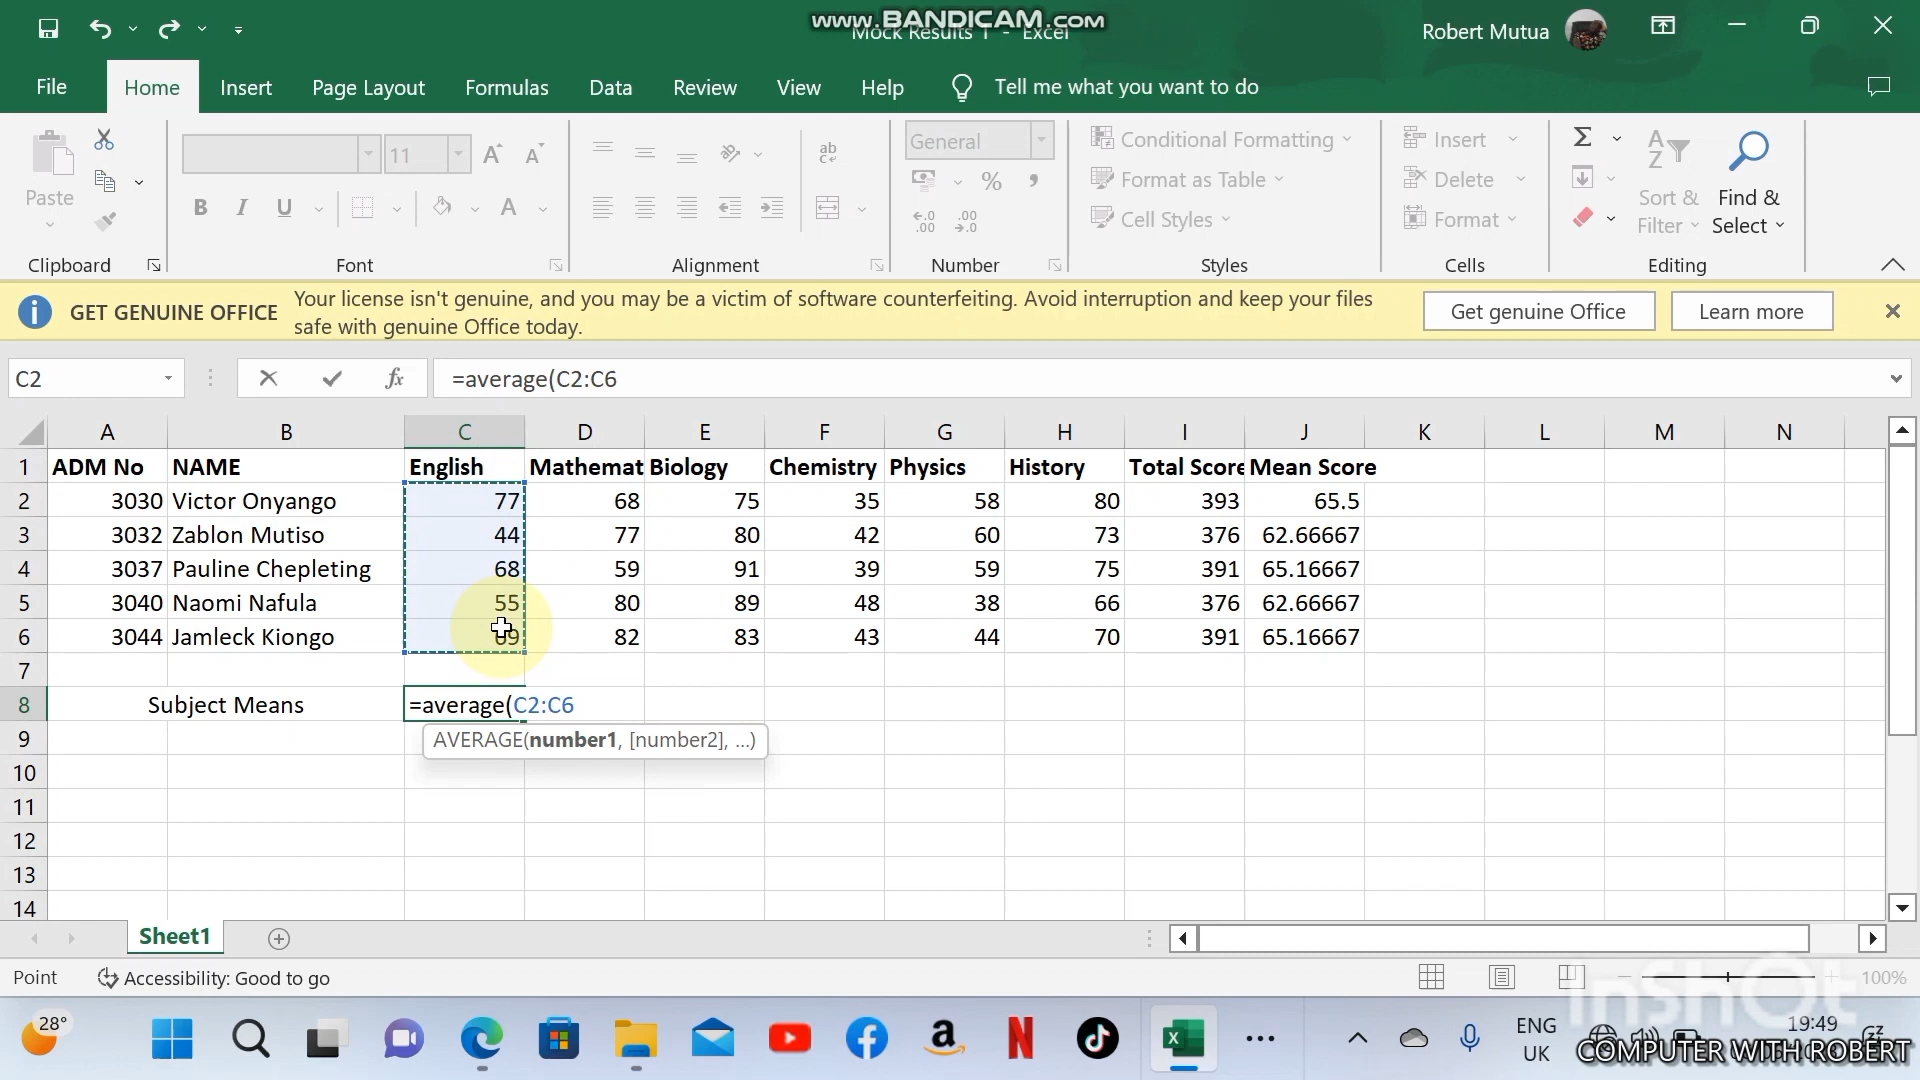 www.BANDICAM.com
Mock Results 1 - Excel
Robert Mutua
File
Home
Insert
Page Layout
Formulas
Data
Review
View
Help
Tell me what you want to do
Paste
11
B I U A
ab
General
% ,
Conditional Formatting
Format as Table
Cell Styles
Insert
Delete
Format
Sort &
Filter
Find &
Select
Clipboard
Font
Alignment
Number
Styles
Cells
Editing
GET GENUINE OFFICE
Your license isn't genuine, and you may be a victim of software counterfeiting. Avoid interruption and keep your files
safe with genuine Office today.
Get genuine Office
Learn more
C2
fx
=average(C2:C6
A B C D E F G H I J K L M N
1 ADM No NAME English Mathemat Biology Chemistry Physics History Total Score Mean Score
2 3030 Victor Onyango 77 68 75 35 58 80 393 65.5
3 3032 Zablon Mutiso 44 77 80 42 60 73 376 62.66667
4 3037 Pauline Chepleting 68 59 91 39 59 75 391 65.16667
5 3040 Naomi Nafula 55 80 89 48 38 66 376 62.66667
6 3044 Jamleck Kiongo 69 82 83 43 44 70 391 65.16667
7
8 Subject Means =average(C2:C6
AVERAGE(number1, [number2], ...)
9
10
11
12
13
14
Sheet1
Point
Accessibility: Good to go
100%
InShOt
28°
ENG
UK
19:49
COMPUTER WITH ROBERT